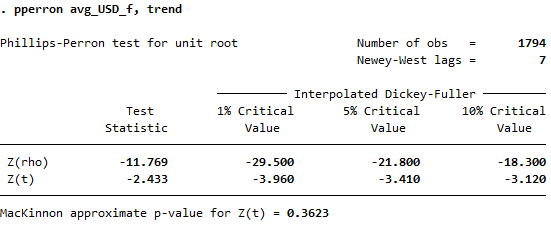 . pperron avg_USD_f, trend
Phillips-Perron test for unit root Number of obs = 1794
Newey-West lags = 7
Interpolated Dickey-Fuller
Test 1% Critical 5% Critical 10% Critical
Statistic Value Value Value
Z(rho) -11.769 -29.500 -21.800 -18.300
Z(t) -2.433 -3.960 -3.410 -3.120
MacKinnon approximate p-value for Z(t) = 0.3623